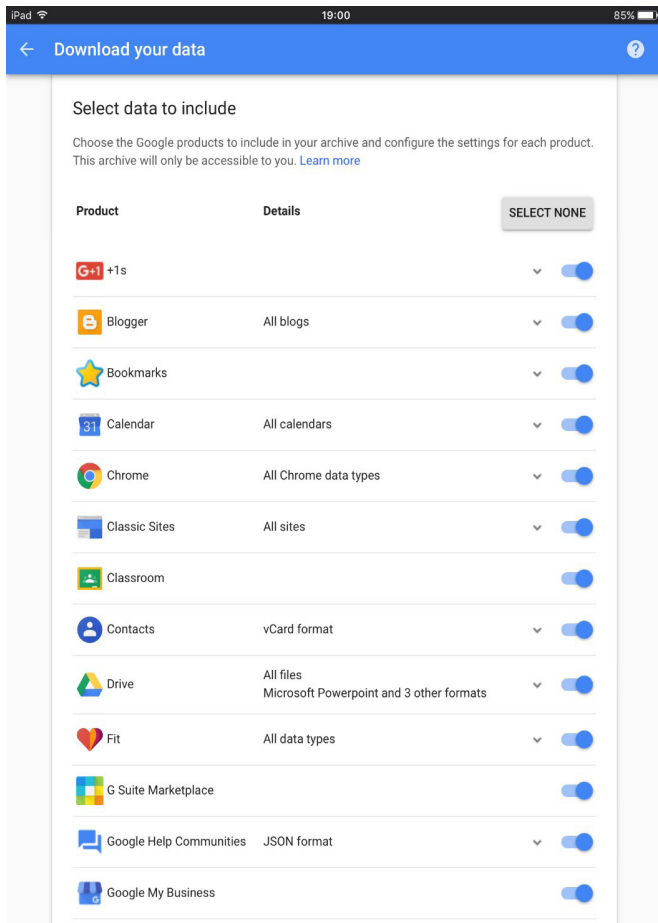 iPad 19:00 85%
Download your data
Select data to include
Choose the Google products to include in your archive and configure the settings for each product.
This archive will only be accessible to you. Learn more
Product Details SELECT NONE
G+1 +1s
Blogger All blogs
Bookmarks
31 Calendar All calendars
Chrome All Chrome data types
Classic Sites All sites
Classroom
Contacts vCard format
Drive All files
Microsoft Powerpoint and 3 other formats
Fit All data types
G Suite Marketplace
Google Help Communities JSON format
G Google My Business